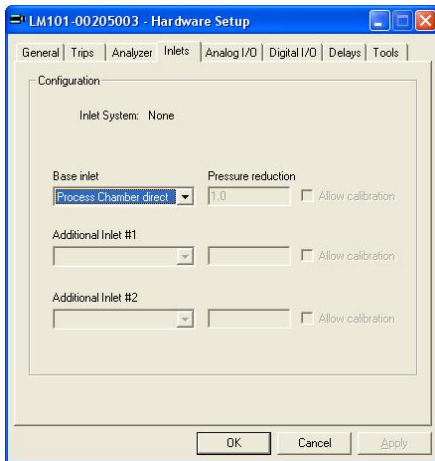 LM101-00205003 - Hardware Setup
General Trips Analyzer Inlets Analog I/O Digital I/O Delays Tools
Configuration
Inlet System: None
Base inlet Pressure reduction
Process Chamber direct 1.0 Allow calibration
Additional Inlet #1
Allow calibration
Additional Inlet #2
Allow calibration
OK Cancel Apply